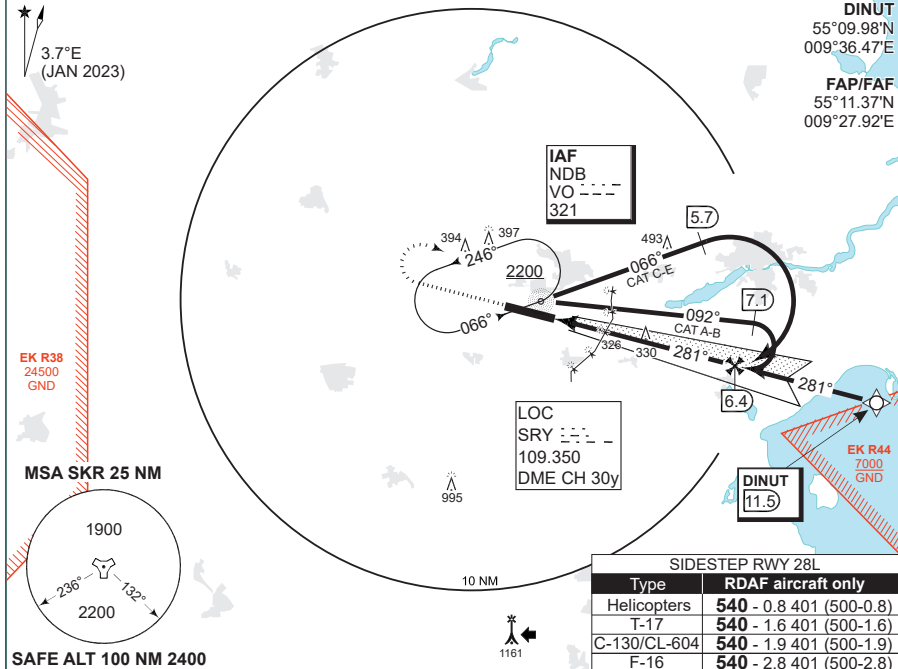 3.7°E
(JAN 2023)
DINUT
55°09.98'N
009°36.47'E
FAP/FAF
55°11.37'N
009°27.92'E
IAF
NDB
VO
321
5.7
394
397
493
246°
2200
066°
CAT C-E
7.1
092°
CAT A-B
066°
326
330
281°
281°
6.4
EK R38
24500
GND
LOC
SRY
109.350
DME CH 30y
EK R44
7000
GND
DINUT
11.5
995
MSA SKR 25 NM
1900
236°
132°
2200
SAFE ALT 100 NM 2400
10 NM
1161
SIDESTEP RWY 28L
Type RDAF aircraft only
Helicopters 540 - 0.8 401 (500-0.8)
T-17 540 - 1.6 401 (500-1.6)
C-130/CL-604 540 - 1.9 401 (500-1.9)
F-16 540 - 2.8 401 (500-2.8)